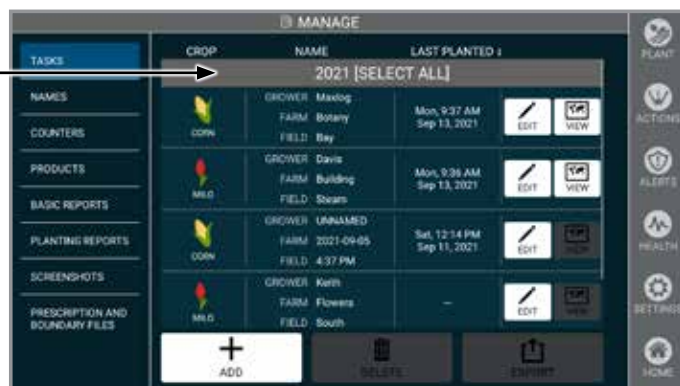 MANAGE
TASKS
NAMES
COUNTERS
PRODUCTS
BASIC REPORTS
PLANTING REPORTS
SCREENSHOTS
PRESCRIPTION AND
BOUNDARY FILES
CROP NAME LAST PLANTED
2021 [SELECT ALL]
CORN
GROWER Maxlog
FARM Botany
FIELD Bay
Mon, 9:37 AM
Sep 13, 2021
EDIT VIEW
MILO
GROWER Davis
FARM Building
FIELD Steam
Mon, 9:36 AM
Sep 13, 2021
EDIT VIEW
CORN
GROWER UNNAMED
FARM 2021-09-05
FIELD 4:37 PM
Sat, 12:14 PM
Sep 11, 2021
EDIT VIEW
MILO
GROWER Keith
FARM Flowers
FIELD South
--
EDIT VIEW
ADD DELETE EXPORT
PLANT
ACTIONS
ALERTS
HEALTH
SETTINGS
HOME